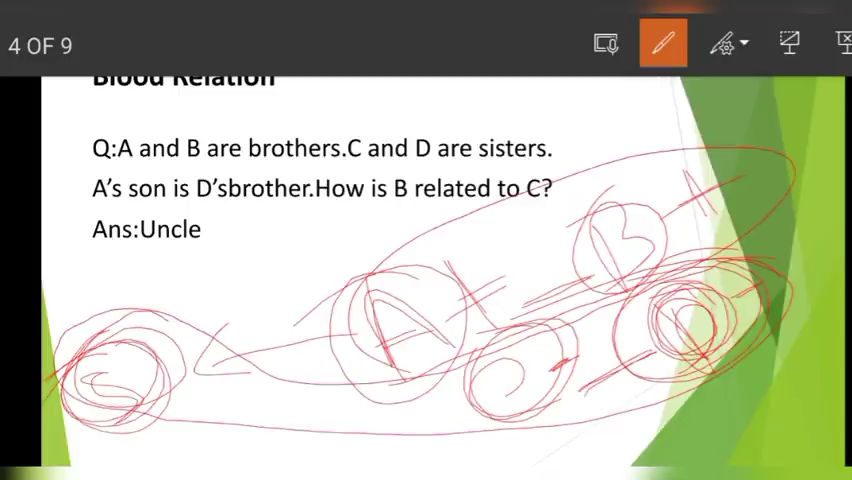 4 OF 9
Blood Relation
Q:A and B are brothers.C and D are sisters.
A's son is D'sbrother.How is B related to C?
Ans:Uncle
B
A